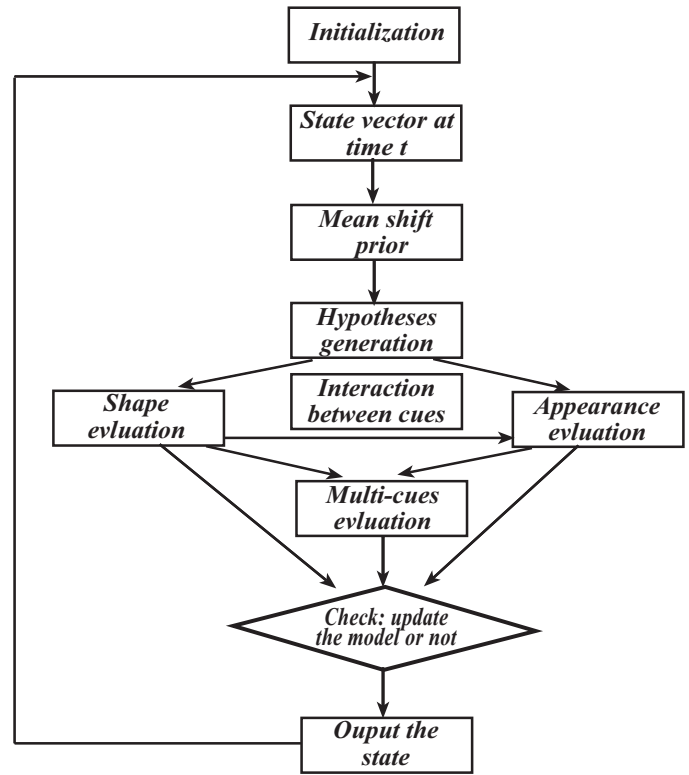 Initialization
State vector at
time t
Mean shift
prior
Hypotheses
generation
Interaction
between cues
Shape
evluation
Appearance
evluation
Multi-cues
evluation
Check: update
the model or not
Ouput the
state